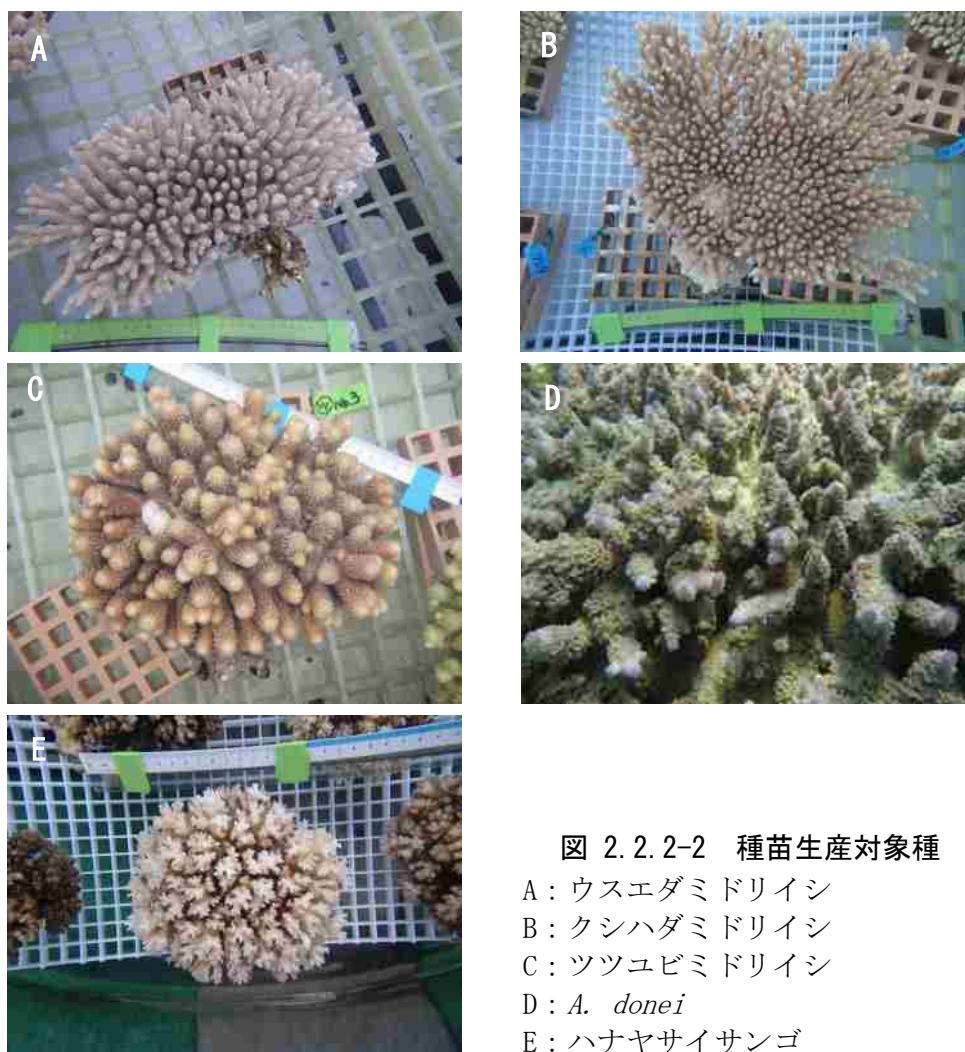 A
B
C
④No.3
D
E
図 2.2.2-2 種苗生産対象種
A：ウスエダミドリイシ
B：クシハダミドリイシ
C：ツツユビミドリイシ
D：A. donei
E：ハナヤサイサンゴ